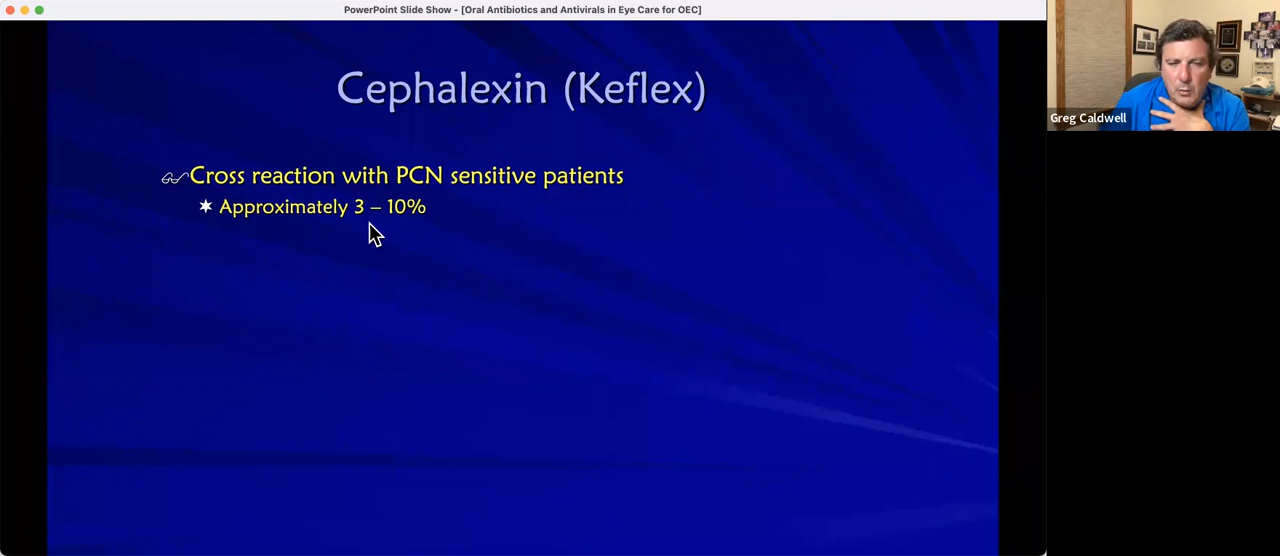 PowerPoint Slide Show - [Oral Antibiotics and Antivirals in Eye Care for OEC]
Cephalexin (Keflex)
Cross reaction with PCN sensitive patients
Approximately 3 – 10%
Greg Caldwell